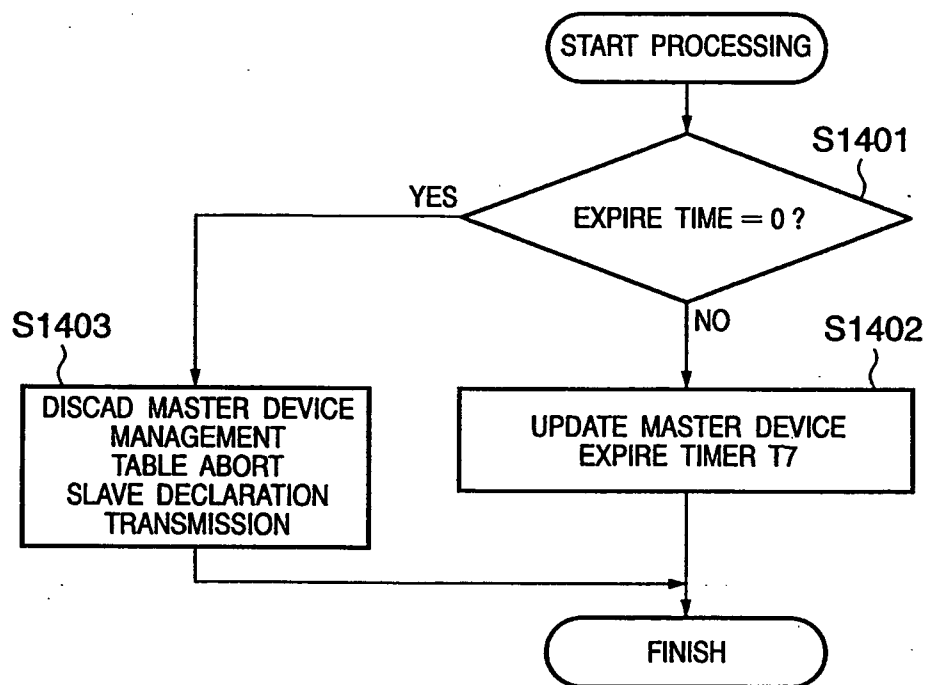 START PROCESSING
S1401
YES
EXPIRE TIME = 0 ?
NO
S1403
S1402
DISCAD MASTER DEVICE
MANAGEMENT
TABLE ABORT
SLAVE DECLARATION
TRANSMISSION
UPDATE MASTER DEVICE
EXPIRE TIMER T7
FINISH